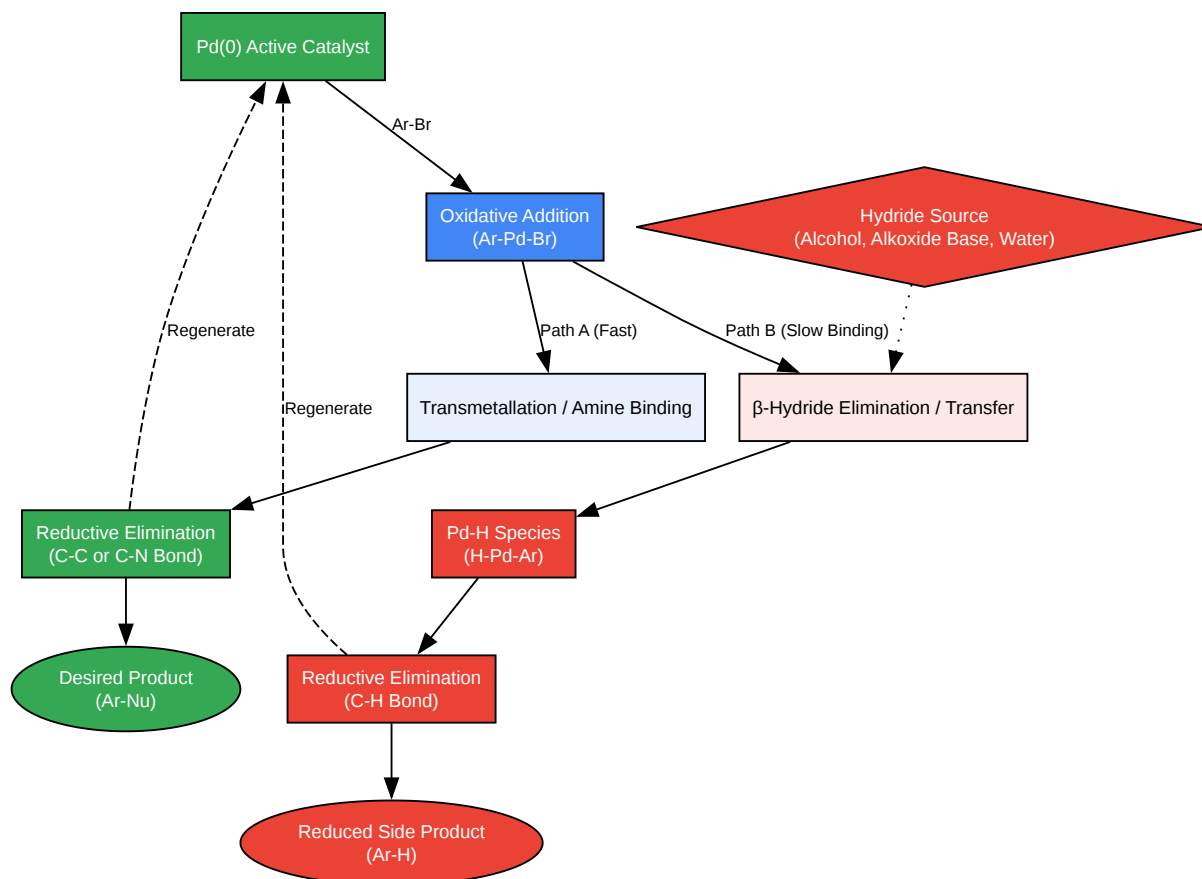 Pd(0) Active Catalyst
Ar-Br
Oxidative Addition
(Ar-Pd-Br)
Hydride Source
(Alcohol, Alkoxide Base, Water)
Regenerate
Path A (Fast)
Path B (Slow Binding)
Regenerate
Transmetallation / Amine Binding
β-Hydride Elimination / Transfer
Reductive Elimination
(C-C or C-N Bond)
Pd-H Species
(H-Pd-Ar)
Desired Product
(Ar-Nu)
Reductive Elimination
(C-H Bond)
Reduced Side Product
(Ar-H)